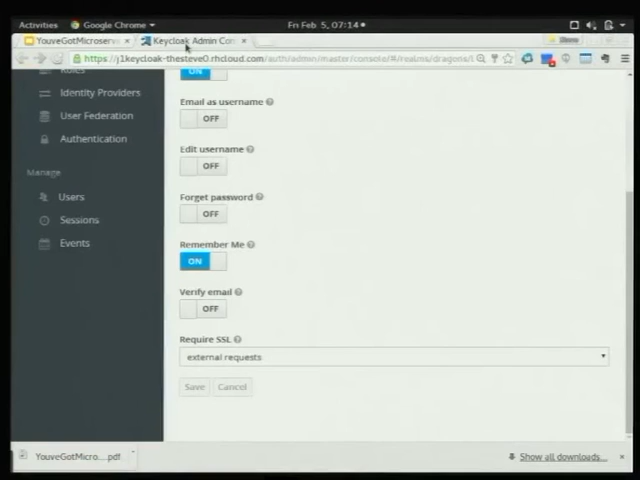 Activities Google Chrome Fri Feb 5, 07:14
YouveGotMicroserv × Keycloak Admin Con ×
https://j1keycloak-thesteve0.rhcloud.com/auth/admin/master/console/#/realms/dragons/l
Roles
ON
Identity Providers
Email as username
User Federation
OFF
Authentication
Edit username
OFF
Manage
Users
Forget password
Sessions
OFF
Events
Remember Me
ON
Verify email
OFF
Require SSL
external requests
Save Cancel
YouveGotMicro....pdf
Show all downloads... ×